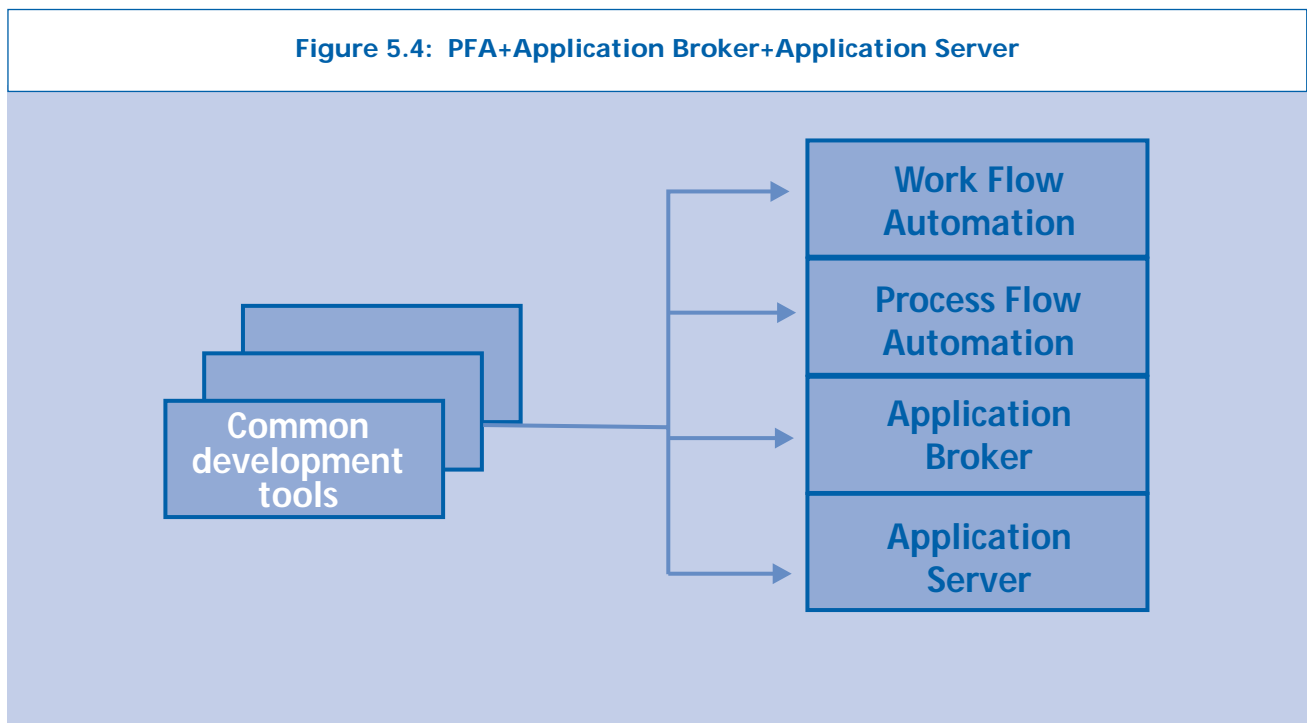 Figure 5.4: PFA+Application Broker+Application Server
Work Flow
Automation
Process Flow
Automation
Common
development
tools
Application
Broker
Application
Server